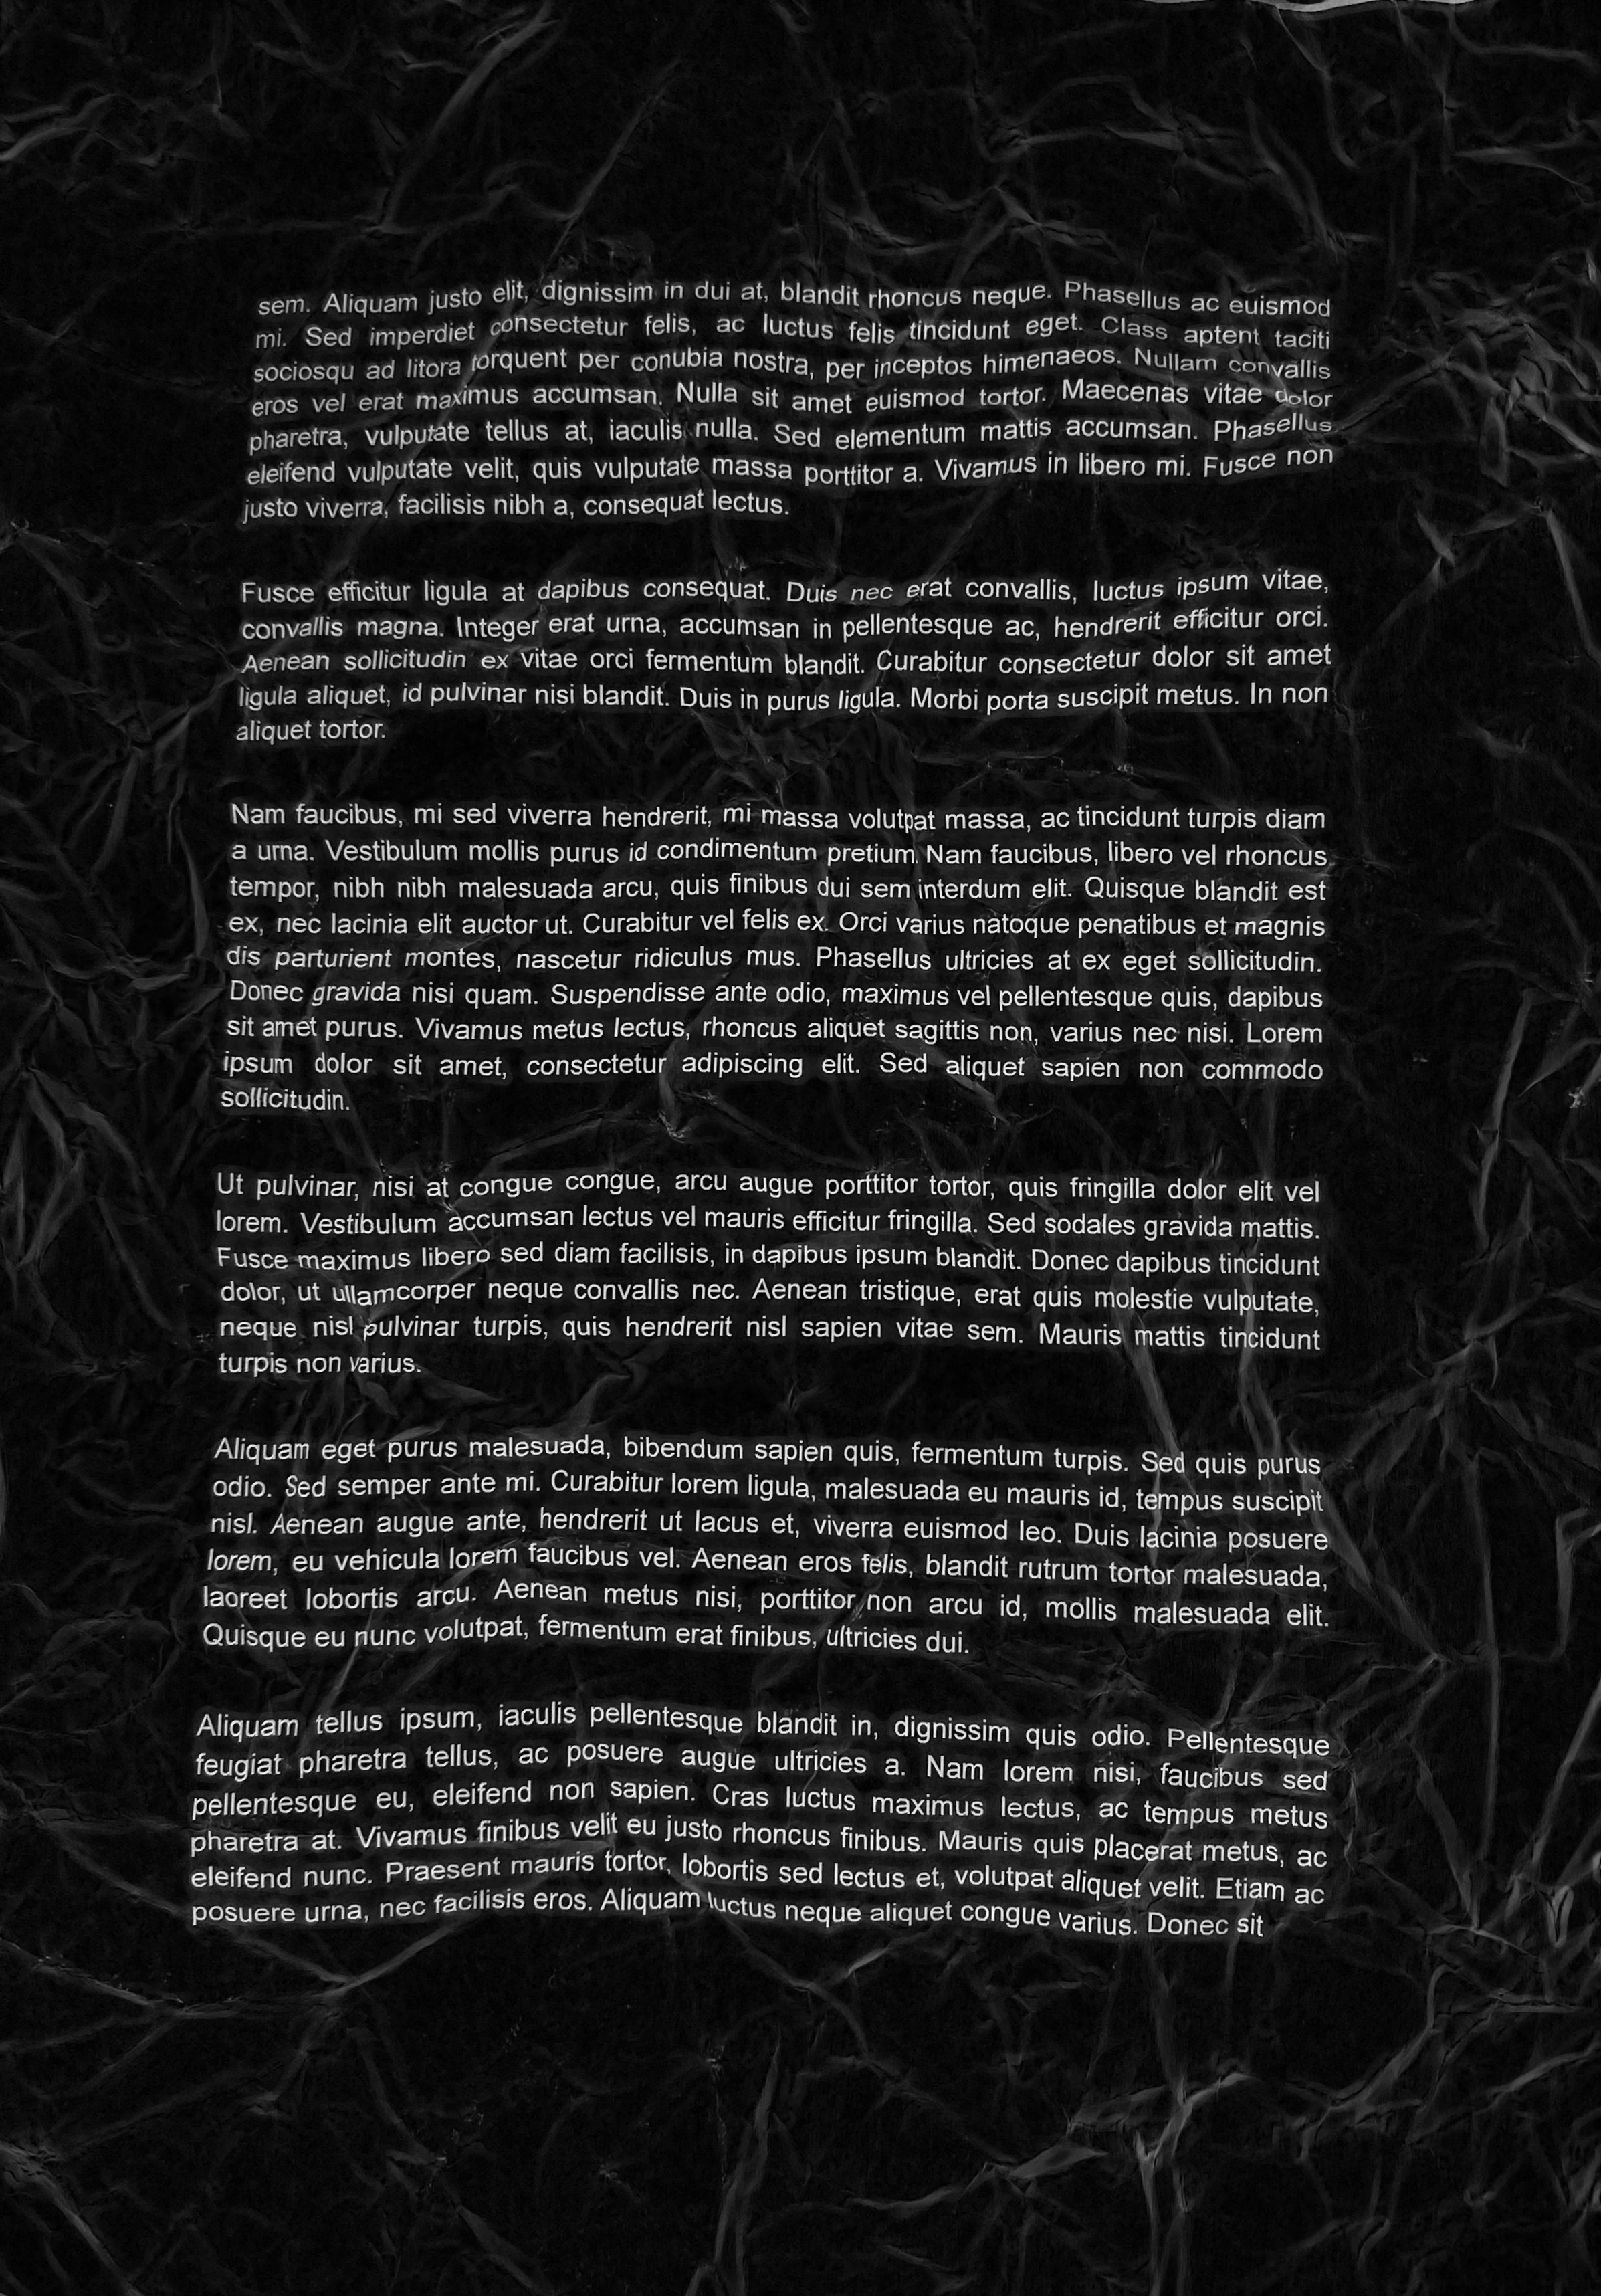 sem. Aliquam justo elit, dignissim in dui at, blandit rhoncus neque. Phasellus ac euismod
mi. Sed imperdiet consectetur felis, ac luctus felis tincidunt eget. Class aptent taciti
sociosqu ad litora torquent per conubia nostra, per inceptos himenaeos. Nullam convallis
eros vel erat maximus accumsan. Nulla sit amet euismod tortor. Maecenas vitae dolor
pharetra, vulputate tellus at, iaculis nulla. Sed elementum mattis accumsan. Phasellus
eleifend vulputate velit, quis vulputate massa porttitor a. Vivamus in libero mi. Fusce non
justo viverra, facilisis nibh a, consequat lectus.
Fusce efficitur ligula at dapibus consequat. Duis nec erat convallis, luctus ipsum vitae,
convallis magna. Integer erat urna, accumsan in pellentesque ac, hendrerit efficitur orci.
Aenean sollicitudin ex vitae orci fermentum blandit. Curabitur consectetur dolor sit amet
ligula aliquet, id pulvinar nisi blandit. Duis in purus ligula. Morbi porta suscipit metus. In non
aliquet tortor.
Nam faucibus, mi sed viverra hendrerit, mi massa volutpat massa, ac tincidunt turpis diam
a urna. Vestibulum mollis purus id condimentum pretium. Nam faucibus, libero vel rhoncus
tempor, nibh nibh malesuada arcu, quis finibus dui sem interdum elit. Quisque blandit est
ex, nec lacinia elit auctor ut. Curabitur vel felis ex. Orci varius natoque penatibus et magnis
dis parturient montes, nascetur ridiculus mus. Phasellus ultricies at ex eget sollicitudin.
Donec gravida nisi quam. Suspendisse ante odio, maximus vel pellentesque quis, dapibus
sit amet purus. Vivamus metus lectus, rhoncus aliquet sagittis non, varius nec nisi. Lorem
ipsum dolor sit amet, consectetur adipiscing elit. Sed aliquet sapien non commodo
sollicitudin.
Ut pulvinar, nisi at congue congue, arcu augue porttitor tortor, quis fringilla dolor elit vel
lorem. Vestibulum accumsan lectus vel mauris efficitur fringilla. Sed sodales gravida mattis.
Fusce maximus libero sed diam facilisis, in dapibus ipsum blandit. Donec dapibus tincidunt
dolor, ut ullamcorper neque convallis nec. Aenean tristique, erat quis molestie vulputate,
neque nisl pulvinar turpis, quis hendrerit nisl sapien vitae sem. Mauris mattis tincidunt
turpis non varius.
Aliquam eget purus malesuada, bibendum sapien quis, fermentum turpis. Sed quis purus
odio. Sed semper ante mi. Curabitur lorem ligula, malesuada eu mauris id, tempus suscipit
nisl. Aenean augue ante, hendrerit ut lacus et, viverra euismod leo. Duis lacinia posuere
lorem, eu vehicula lorem faucibus vel. Aenean eros felis, blandit rutrum tortor malesuada,
laoreet lobortis arcu. Aenean metus nisi, porttitor non arcu id, mollis malesuada elit.
Quisque eu nunc volutpat, fermentum erat finibus, ultricies dui.
Aliquam tellus ipsum, iaculis pellentesque blandit in, dignissim quis odio. Pellentesque
feugiat pharetra tellus, ac posuere augue ultricies a. Nam lorem nisi, faucibus sed
pellentesque eu, eleifend non sapien. Cras luctus maximus lectus, ac tempus metus
pharetra at. Vivamus finibus velit eu justo rhoncus finibus. Mauris quis placerat metus, ac
eleifend nunc. Praesent mauris tortor, lobortis sed lectus et, volutpat aliquet velit. Etiam ac
posuere urna, nec facilisis eros. Aliquam luctus neque aliquet congue varius. Donec sit